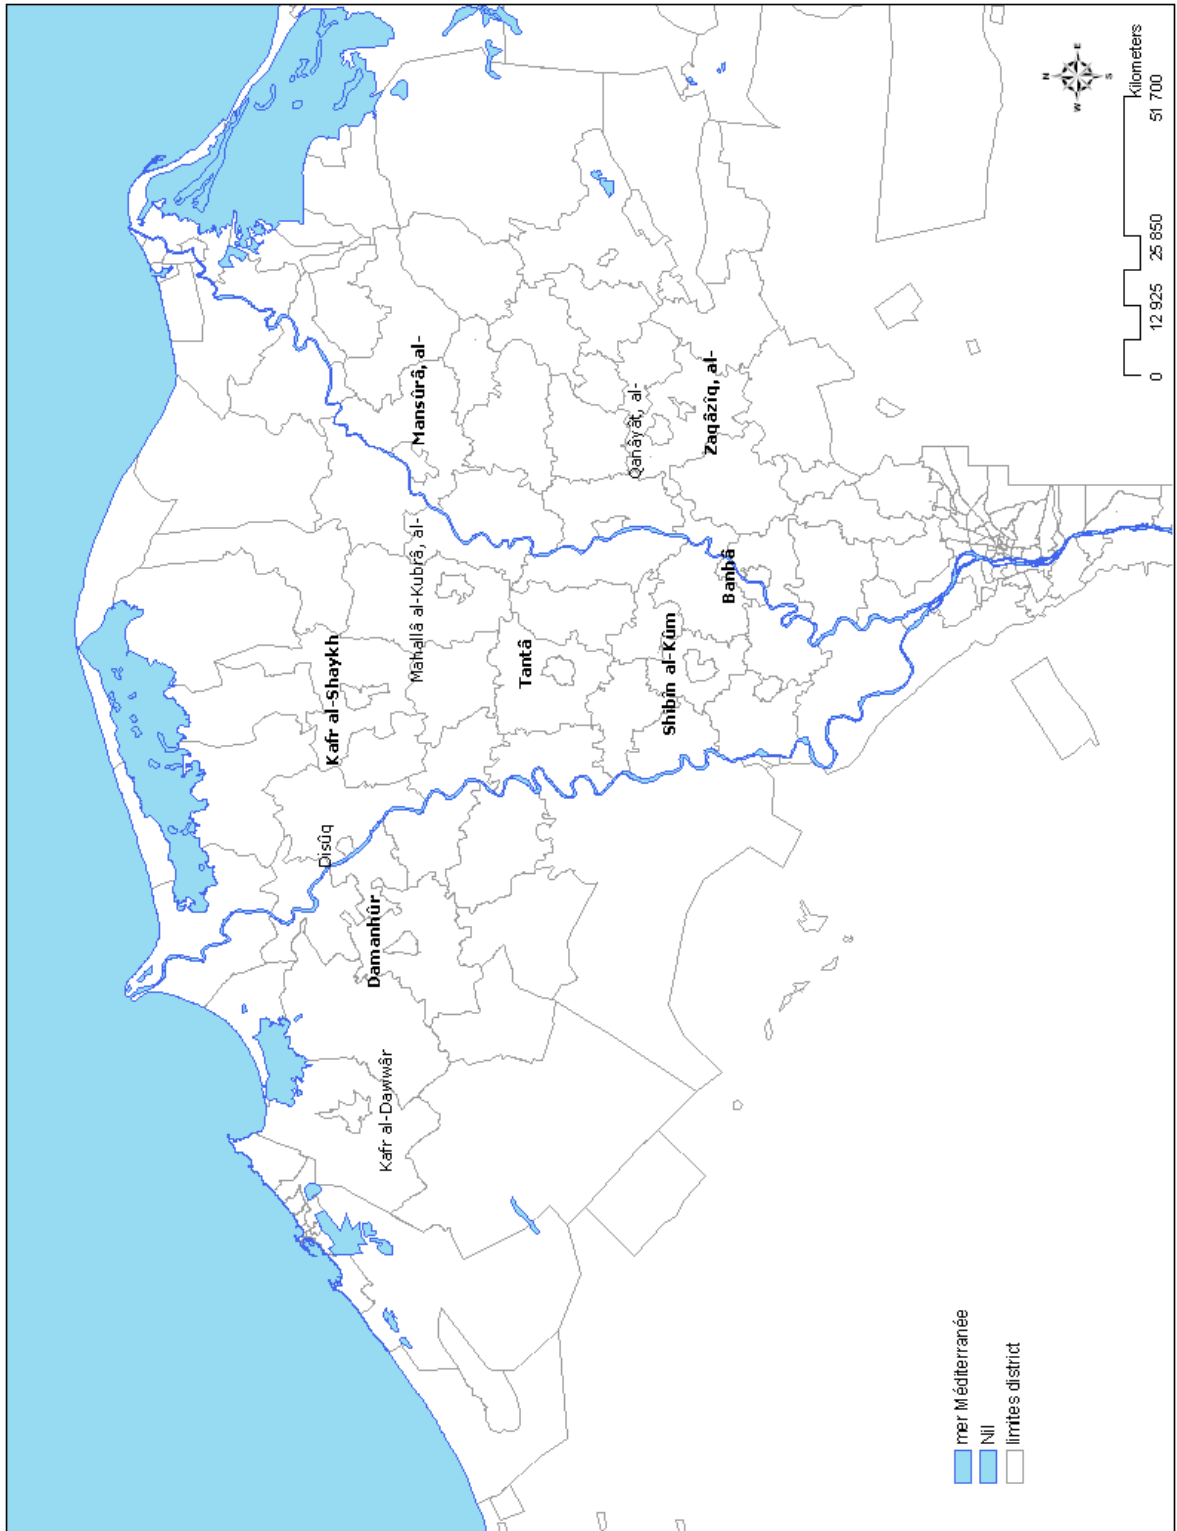 Kafr al-Dawwâr
Damanhûr
Disûq
Kafr al-Shaykh
Mahallâ al-Kubrâ, al-
Mansûrâ, al-
Tantâ
Shibîn al-Kûm
Qanâyât, al-
Banhâ
Zaqâzîq, al-
mer Méditerranée
Nil
limites district
N
W
E
S
0 12 925 25 850 51 700
Kilometers